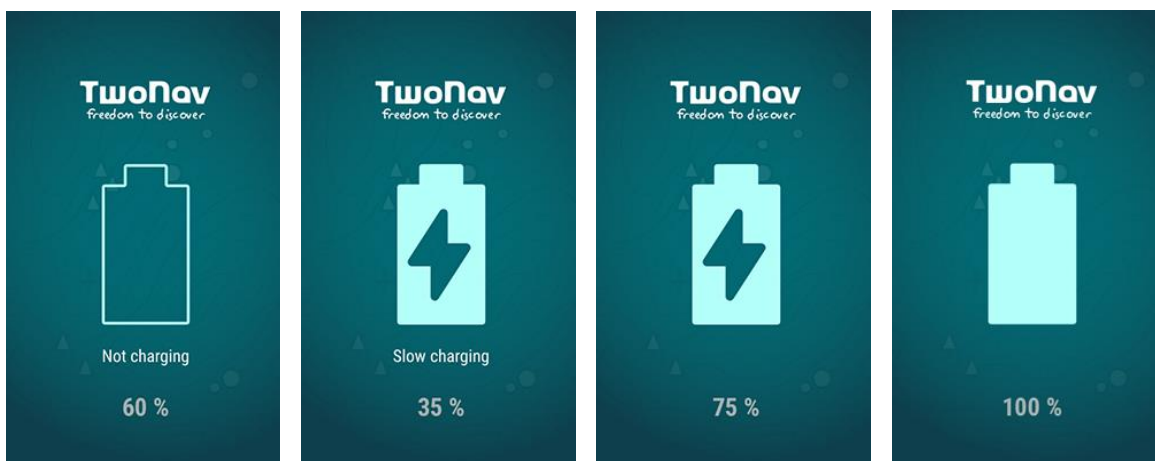 TwoNav
freedom to discover
Not charging
60 %
TwoNav
freedom to discover
Slow charging
35 %
TwoNav
freedom to discover
75 %
TwoNav
freedom to discover
100 %